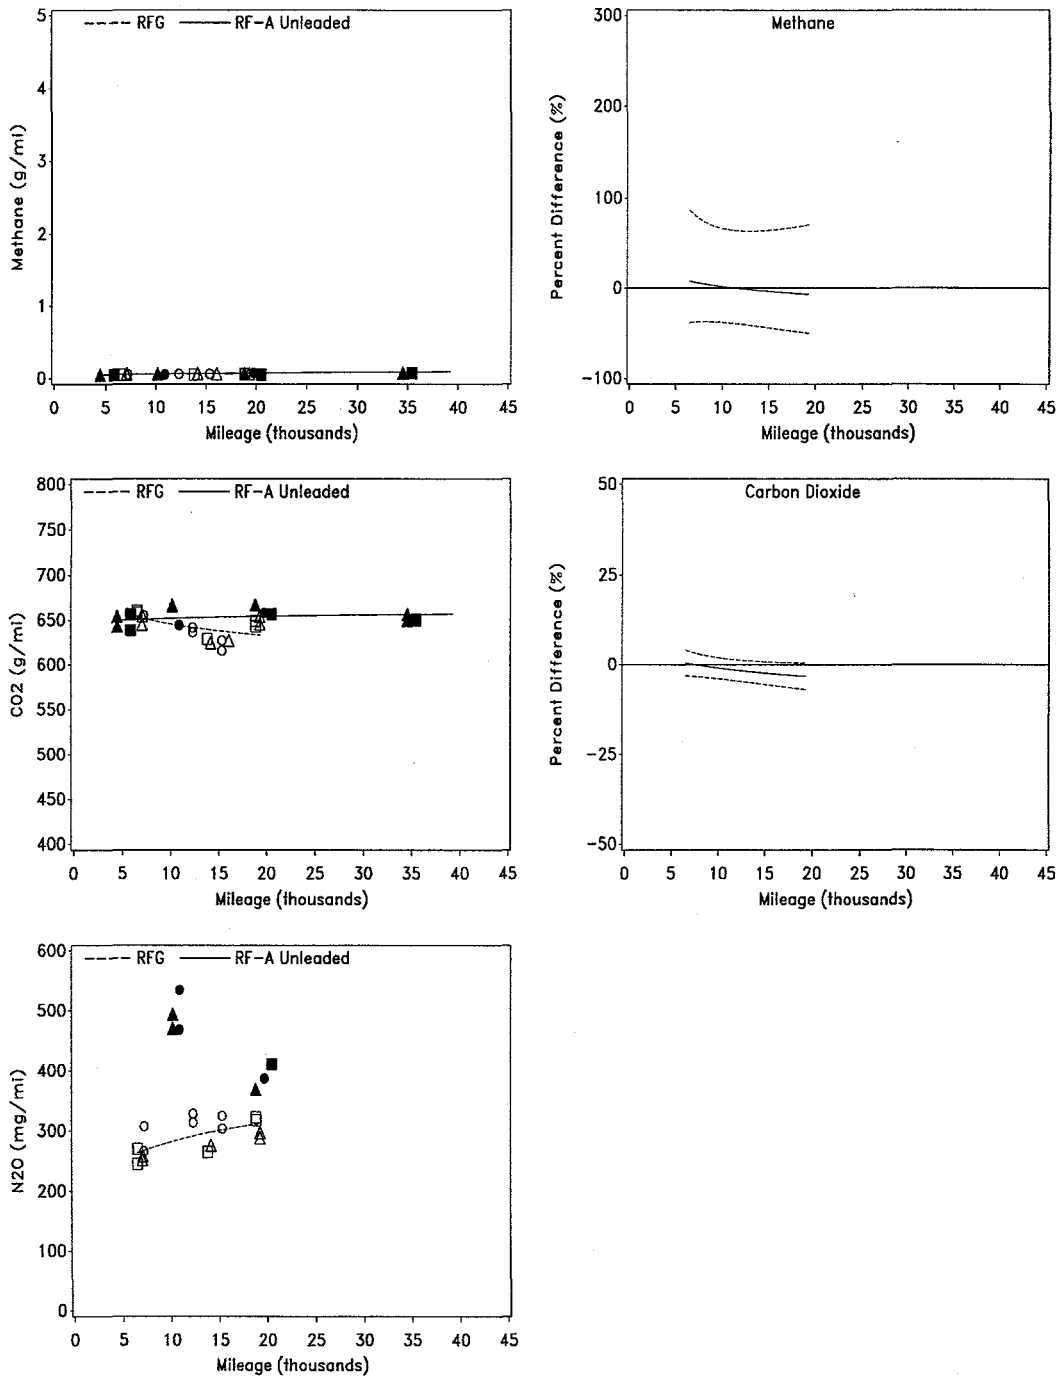 RFG RF-A Unleaded
5
4
3
2
1
0
Methane (g/mi)
0 5 10 15 20 25 30 35 40 45
Mileage (thousands)
Methane
300
200
100
0
-100
Percent Difference (%)
0 5 10 15 20 25 30 35 40 45
Mileage (thousands)
RFG RF-A Unleaded
800
750
700
650
600
550
500
450
400
CO2 (g/mi)
0 5 10 15 20 25 30 35 40 45
Mileage (thousands)
Carbon Dioxide
50
25
0
-25
-50
Percent Difference (%)
0 5 10 15 20 25 30 35 40 45
Mileage (thousands)
RFG RF-A Unleaded
600
500
400
300
200
100
0
N2O (mg/mi)
0 5 10 15 20 25 30 35 40 45
Mileage (thousands)